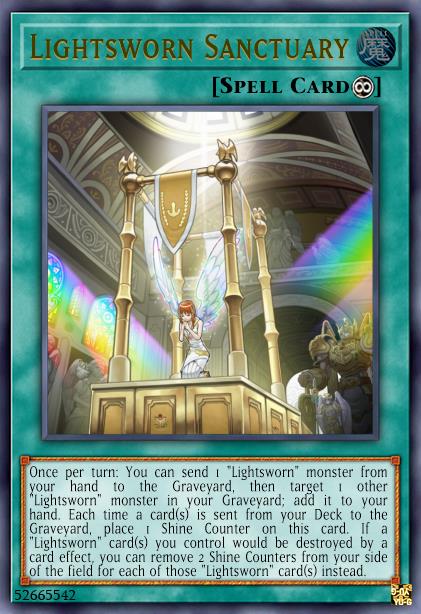 LIGHTSWORN SANCTUARY
魔
[SPELL CARD]
Once per turn: You can send 1 "Lightsworn" monster from
your hand to the Graveyard, then target 1 other
"Lightsworn" monster in your Graveyard; add it to your
hand. Each time a card(s) is sent from your Deck to the
Graveyard, place 1 Shine Counter on this card. If a
"Lightsworn" card(s) you control would be destroyed by a
card effect, you can remove 2 Shine Counters from your side
of the field for each of those "Lightsworn" card(s) instead.
52665542